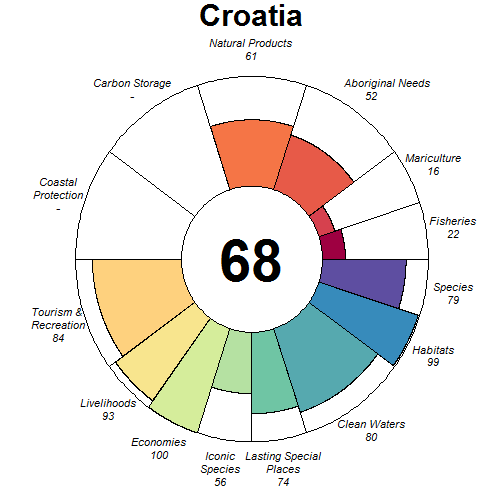 Croatia
Natural Products
61
Carbon Storage
-
Aboriginal Needs
52
Mariculture
16
Coastal
Protection
-
Fisheries
22
68
Species
79
Tourism &
Recreation
84
Habitats
99
Livelihoods
93
Clean Waters
80
Economies
100
Iconic
Species
56
Lasting Special
Places
74